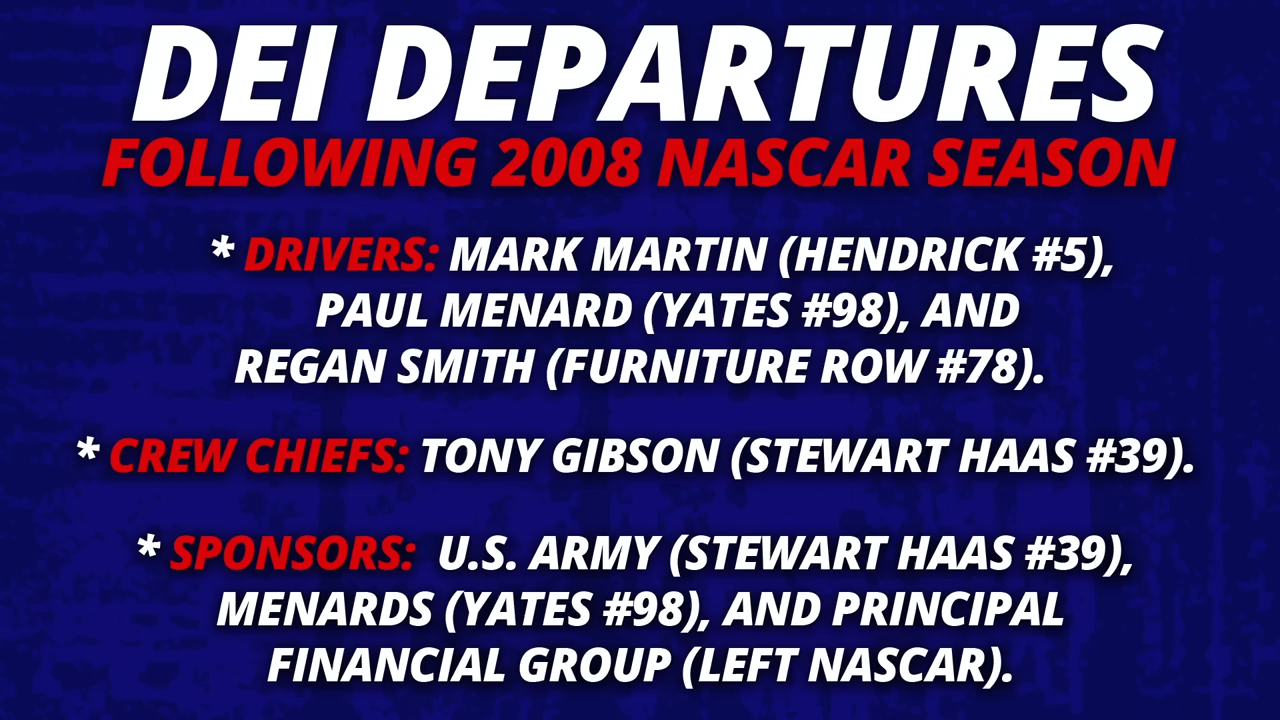 DEI DEPARTURES
FOLLOWING 2008 NASCAR SEASON
* DRIVERS: MARK MARTIN (HENDRICK #5),
PAUL MENARD (YATES #98), AND
REGAN SMITH (FURNITURE ROW #78).
* CREW CHIEFS: TONY GIBSON (STEWART HAAS #39).
* SPONSORS: U.S. ARMY (STEWART HAAS #39),
MENARDS (YATES #98), AND PRINCIPAL
FINANCIAL GROUP (LEFT NASCAR).